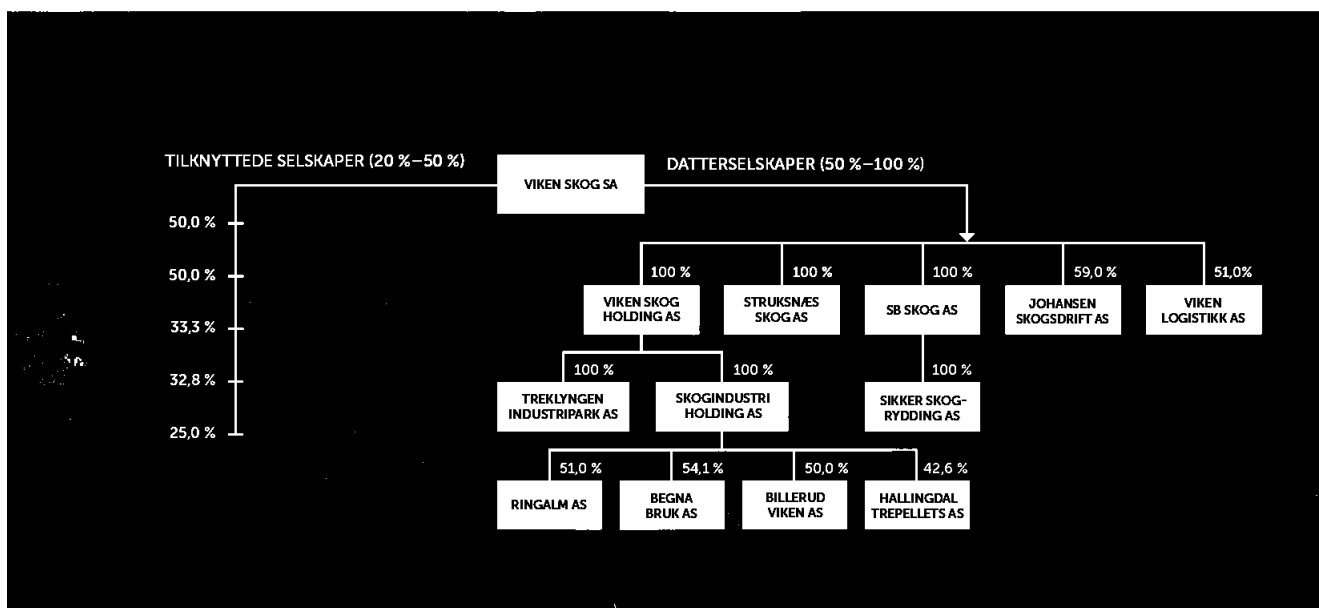 TILKNYTTEDE SELSKAPER (20 %–50 %)
VIKEN SKOG SA
DATTERSELSKAPER (50 %–100 %)
50,0 %
50,0 %
33,3 %
32,8 %
25,0 %
100 %
100 %
100 %
59,0 %
51,0%
VIKEN SKOG
HOLDING AS
STRUKSNÆS
SKOG AS
SB SKOG AS
JOHANSEN
SKOGSDRIFT AS
VIKEN
LOGISTIKK AS
100 %
100 %
100 %
TREKLYNGEN
INDUSTRIPARK AS
SKOGINDUSTRI
HOLDING AS
SIKKER SKOG-
RYDDING AS
51,0 %
54,1 %
50,0 %
42,6 %
RINGALM AS
BEGNA
BRUK AS
BILLERUD
VIKEN AS
HALLINGDAL
TREPELLETS AS